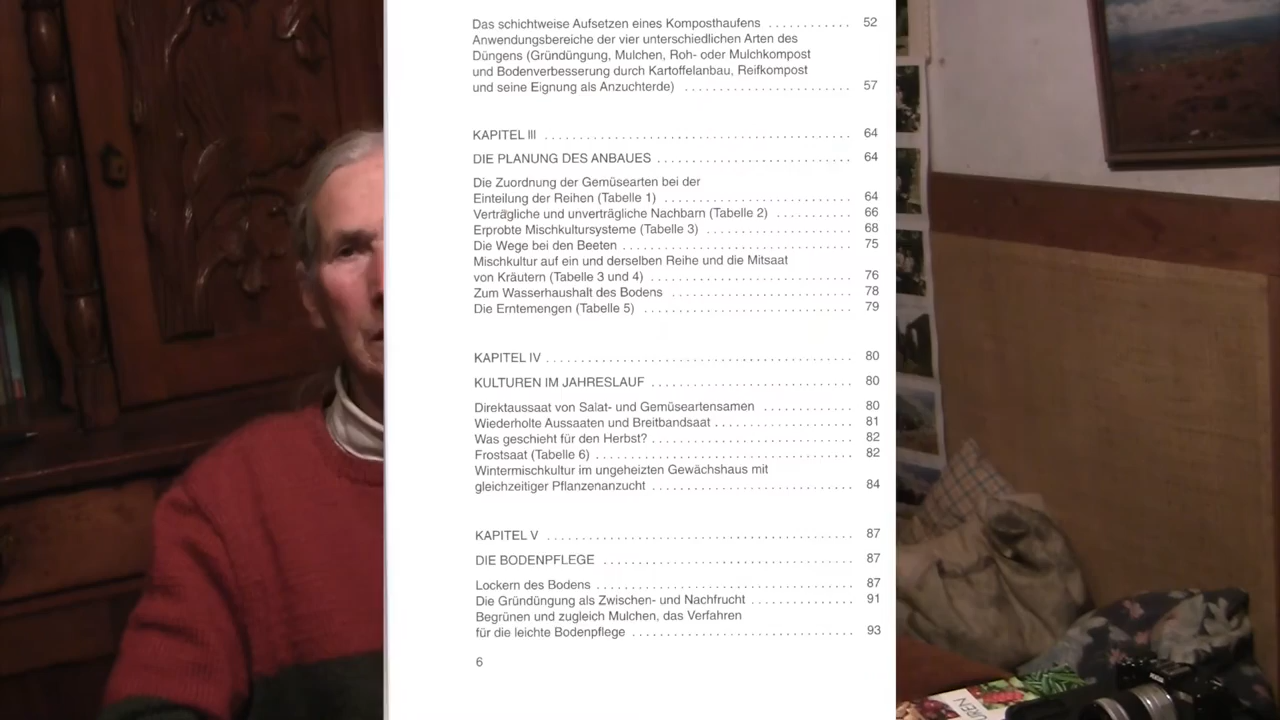 Das schichtweise Aufsetzen eines Komposthaufens . . . . . . . . . . . . 52
Anwendungsbereiche der vier unterschiedlichen Arten des
Düngens (Gründüngung, Mulchen, Roh- oder Mulchkompost
und Bodenverbesserung durch Kartoffelanbau, Reifkompost
und seine Eignung als Anzuchterde) . . . . . . . . . . . . . . . . . . . . . . . . 57
KAPITEL III . . . . . . . . . . . . . . . . . . . . . . . . . . . . . . . . . . . . . . . . . . . . 64
DIE PLANUNG DES ANBAUES . . . . . . . . . . . . . . . . . . . . . . . . . . . . 64
Die Zuordnung der Gemüsearten bei der
Einteilung der Reihen (Tabelle 1) . . . . . . . . . . . . . . . . . . . . . . . . . . . 64
Verträgliche und unverträgliche Nachbarn (Tabelle 2) . . . . . . . . . . . 66
Erprobte Mischkultursysteme (Tabelle 3) . . . . . . . . . . . . . . . . . . . . . 68
Die Wege bei den Beeten . . . . . . . . . . . . . . . . . . . . . . . . . . . . . . . . . 75
Mischkultur auf ein und derselben Reihe und die Mitsaat
von Kräutern (Tabelle 3 und 4) . . . . . . . . . . . . . . . . . . . . . . . . . . . . . 76
Zum Wasserhaushalt des Bodens . . . . . . . . . . . . . . . . . . . . . . . . . . 78
Die Erntemengen (Tabelle 5) . . . . . . . . . . . . . . . . . . . . . . . . . . . . . . 79
KAPITEL IV . . . . . . . . . . . . . . . . . . . . . . . . . . . . . . . . . . . . . . . . . . . . 80
KULTUREN IM JAHRESLAUF . . . . . . . . . . . . . . . . . . . . . . . . . . . . . 80
Direktaussaat von Salat- und Gemüseartensamen . . . . . . . . . . . . . 80
Wiederholte Aussaaten und Breitbandsaat . . . . . . . . . . . . . . . . . . . . 81
Was geschieht für den Herbst? . . . . . . . . . . . . . . . . . . . . . . . . . . . . . 82
Frostsaat (Tabelle 6) . . . . . . . . . . . . . . . . . . . . . . . . . . . . . . . . . . . . . 82
Wintermischkultur im ungeheizten Gewächshaus mit
gleichzeitiger Pflanzenanzucht . . . . . . . . . . . . . . . . . . . . . . . . . . . . . 84
KAPITEL V . . . . . . . . . . . . . . . . . . . . . . . . . . . . . . . . . . . . . . . . . . . . 87
DIE BODENPFLEGE . . . . . . . . . . . . . . . . . . . . . . . . . . . . . . . . . . . . 87
Lockern des Bodens . . . . . . . . . . . . . . . . . . . . . . . . . . . . . . . . . . . . . 87
Die Gründüngung als Zwischen- und Nachfrucht . . . . . . . . . . . . . . . 91
Begrünen und zugleich Mulchen, das Verfahren
für die leichte Bodenpflege . . . . . . . . . . . . . . . . . . . . . . . . . . . . . . . . 93
6